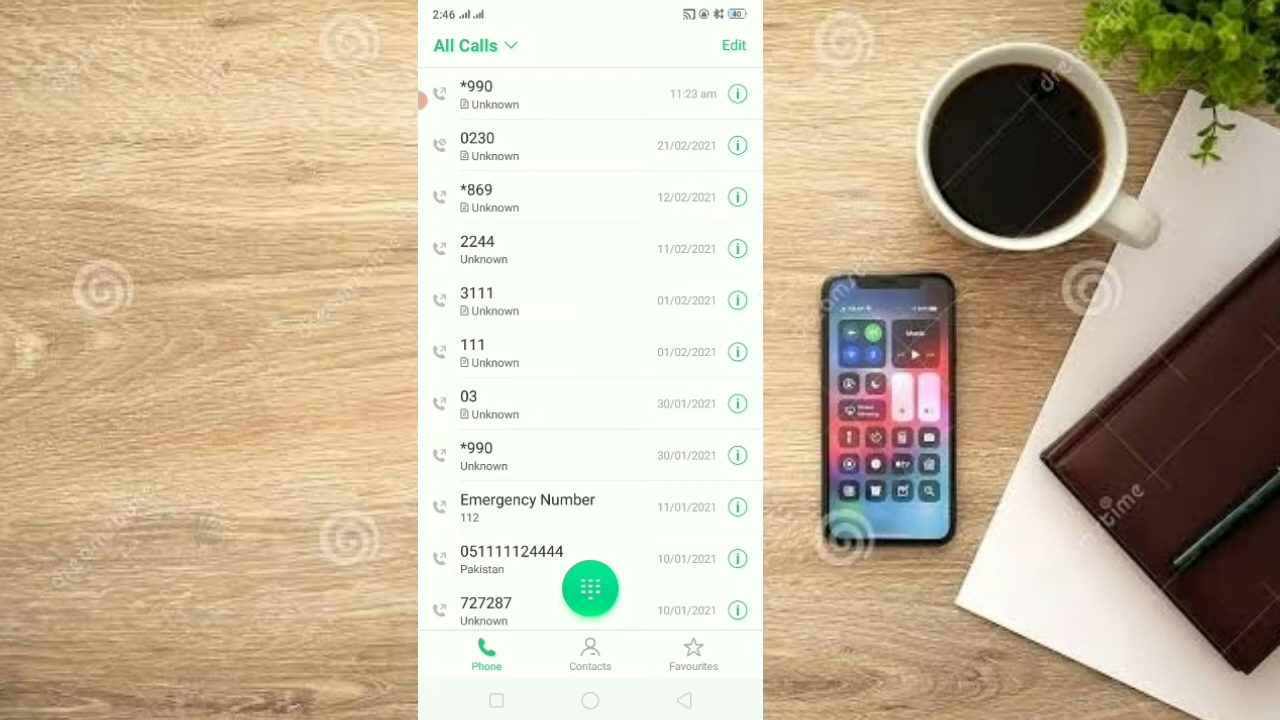 2:46
40
All Calls
Edit
*990
Unknown
11:23 am
0230
Unknown
21/02/2021
*869
Unknown
12/02/2021
2244
Unknown
11/02/2021
3111
Unknown
01/02/2021
111
Unknown
01/02/2021
03
Unknown
30/01/2021
*990
Unknown
30/01/2021
Emergency Number
112
11/01/2021
051111124444
Pakistan
10/01/2021
727287
Unknown
10/01/2021
Phone
Contacts
Favourites